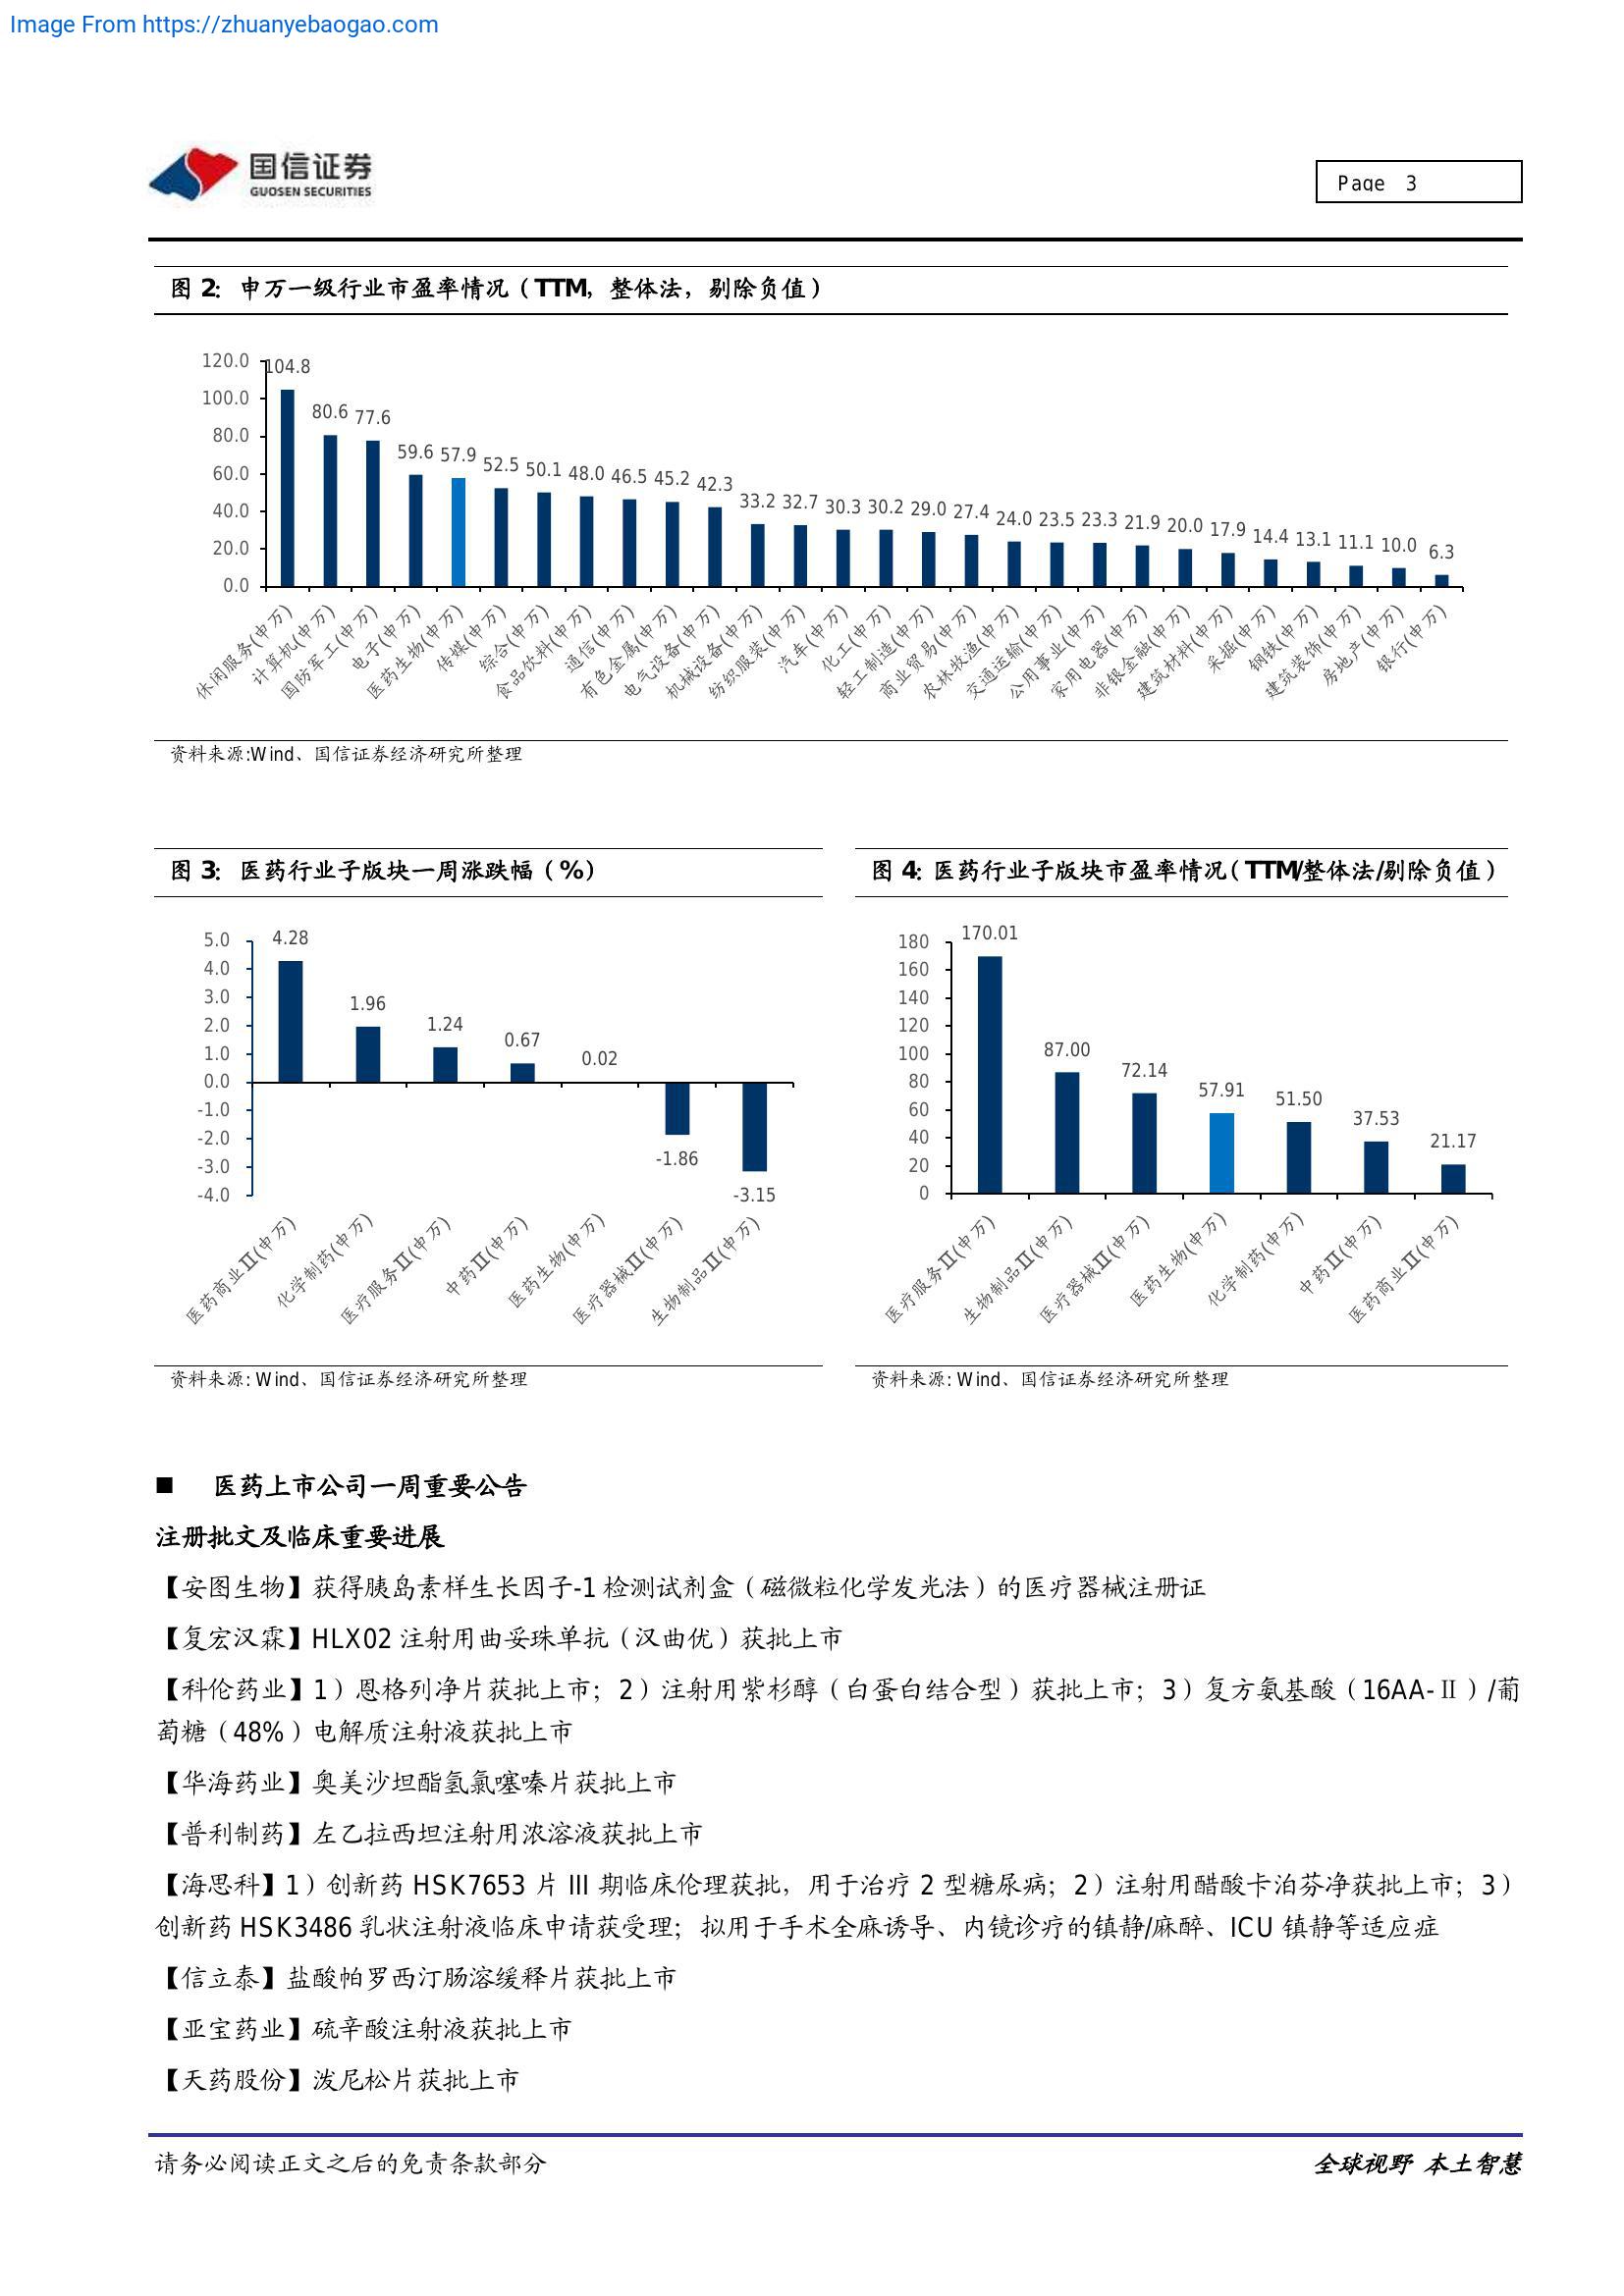 Image From https://zhuanyebaogao.com
国信证券
GUOSEN SECURITIES
Page 3
图 2：申万一级行业市盈率情况（TTM，整体法，剔除负值）
120.0
100.0
80.0
60.0
40.0
20.0
0.0
104.8 80.6 77.6 59.6 57.9 52.5 50.1 48.0 46.5 45.2 42.3 33.2 32.7 30.3 30.2 29.0 27.4 24.0 23.5 23.3 21.9 20.0 17.9 14.4 13.1 11.1 10.0 6.3
休闲服务(申万) 计算机(申万) 国防军工(申万) 电子(申万) 医药生物(申万) 传媒(申万) 综合(申万) 食品饮料(申万) 通信(申万) 有色金属(申万) 电气设备(申万) 机械设备(申万) 纺织服装(申万) 汽车(申万) 化工(申万) 轻工制造(申万) 商业贸易(申万) 农林牧渔(申万) 交通运输(申万) 公用事业(申万) 家用电器(申万) 非银金融(申万) 建筑材料(申万) 采掘(申万) 钢铁(申万) 建筑装饰(申万) 房地产(申万) 银行(申万)
资料来源:Wind、国信证券经济研究所整理
图 3：医药行业子版块一周涨跌幅（%）
5.0
4.0
3.0
2.0
1.0
0.0
-1.0
-2.0
-3.0
-4.0
4.28 1.96 1.24 0.67 0.02 -1.86 -3.15
医药商业II(申万) 化学制药(申万) 医疗服务II(申万) 中药II(申万) 医药生物(申万) 医疗器械II(申万) 生物制品II(申万)
资料来源: Wind、国信证券经济研究所整理
图 4：医药行业子版块市盈率情况（TTM/整体法/剔除负值）
180
160
140
120
100
80
60
40
20
0
170.01 87.00 72.14 57.91 51.50 37.53 21.17
医疗服务II(申万) 生物制品II(申万) 医疗器械II(申万) 医药生物(申万) 化学制药(申万) 中药II(申万) 医药商业II(申万)
资料来源: Wind、国信证券经济研究所整理
■ 医药上市公司一周重要公告
注册批文及临床重要进展
【安图生物】获得胰岛素样生长因子-1 检测试剂盒（磁微粒化学发光法）的医疗器械注册证
【复宏汉霖】HLX02 注射用曲妥珠单抗（汉曲优）获批上市
【科伦药业】1）恩格列净片获批上市；2）注射用紫杉醇（白蛋白结合型）获批上市；3）复方氨基酸（16AA-Ⅱ）/葡
萄糖（48%）电解质注射液获批上市
【华海药业】奥美沙坦酯氢氯噻嗪片获批上市
【普利制药】左乙拉西坦注射用浓溶液获批上市
【海思科】1）创新药 HSK7653 片 III 期临床伦理获批，用于治疗 2 型糖尿病；2）注射用醋酸卡泊芬净获批上市；3）
创新药 HSK3486 乳状注射液临床申请获受理；拟用于手术全麻诱导、内镜诊疗的镇静/麻醉、ICU 镇静等适应症
【信立泰】盐酸帕罗西汀肠溶缓释片获批上市
【亚宝药业】硫辛酸注射液获批上市
【天药股份】泼尼松片获批上市
请务必阅读正文之后的免责条款部分
全球视野 本土智慧